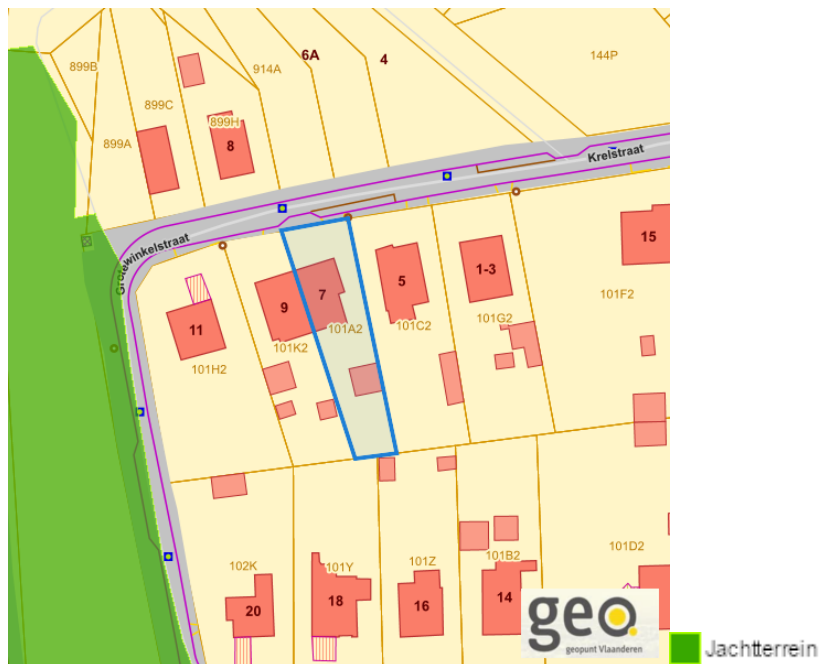 6A
4
144P
899B
914A
899C
899H
899A
8
Krelstraat
Grotewinkelstraat
15
5
1-3
7
9
101F2
11
101A2
101C2
101G2
101K2
101H2
101D2
102K
101Y
101Z
101B2
20
18
16
14
geo
geopunt Vlaanderen
Jachtterrein